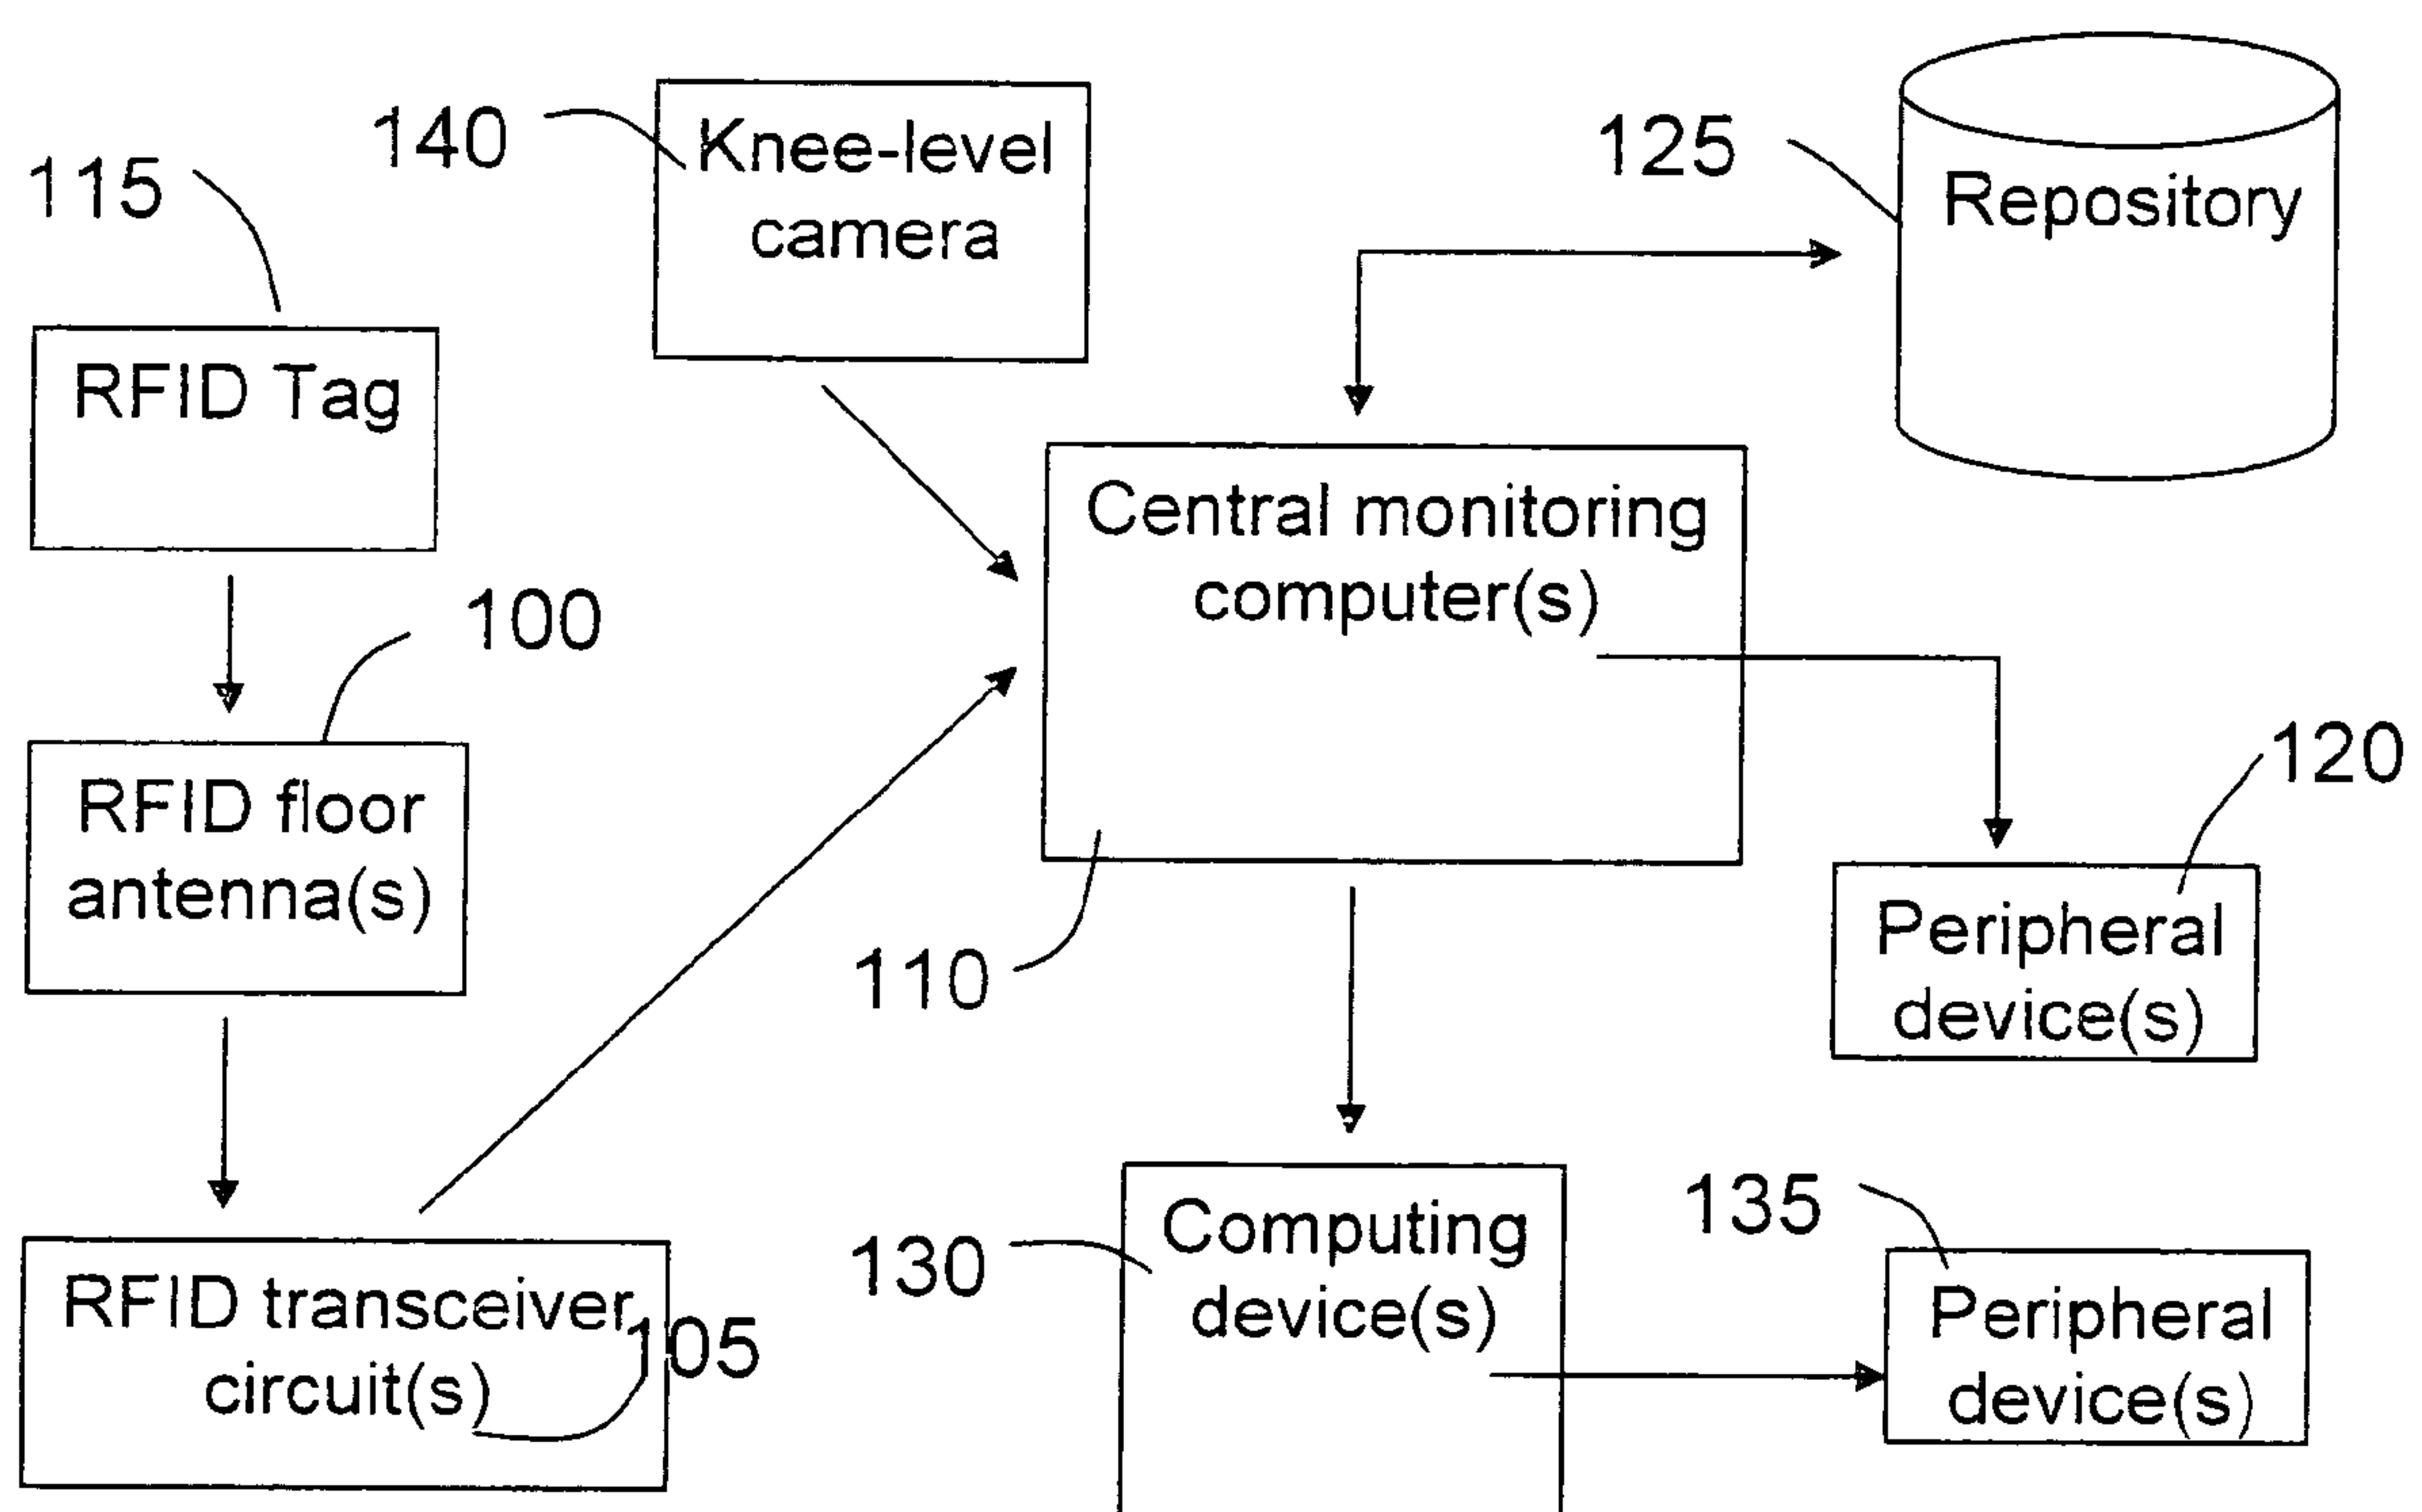 140
Knee-level
camera
125
Repository
115
RFID Tag
Central monitoring
computer(s)
100
RFID floor
antenna(s)
110
120
Peripheral
device(s)
RFID transceiver
circuit(s)
105
130
Computing
device(s)
135
Peripheral
device(s)